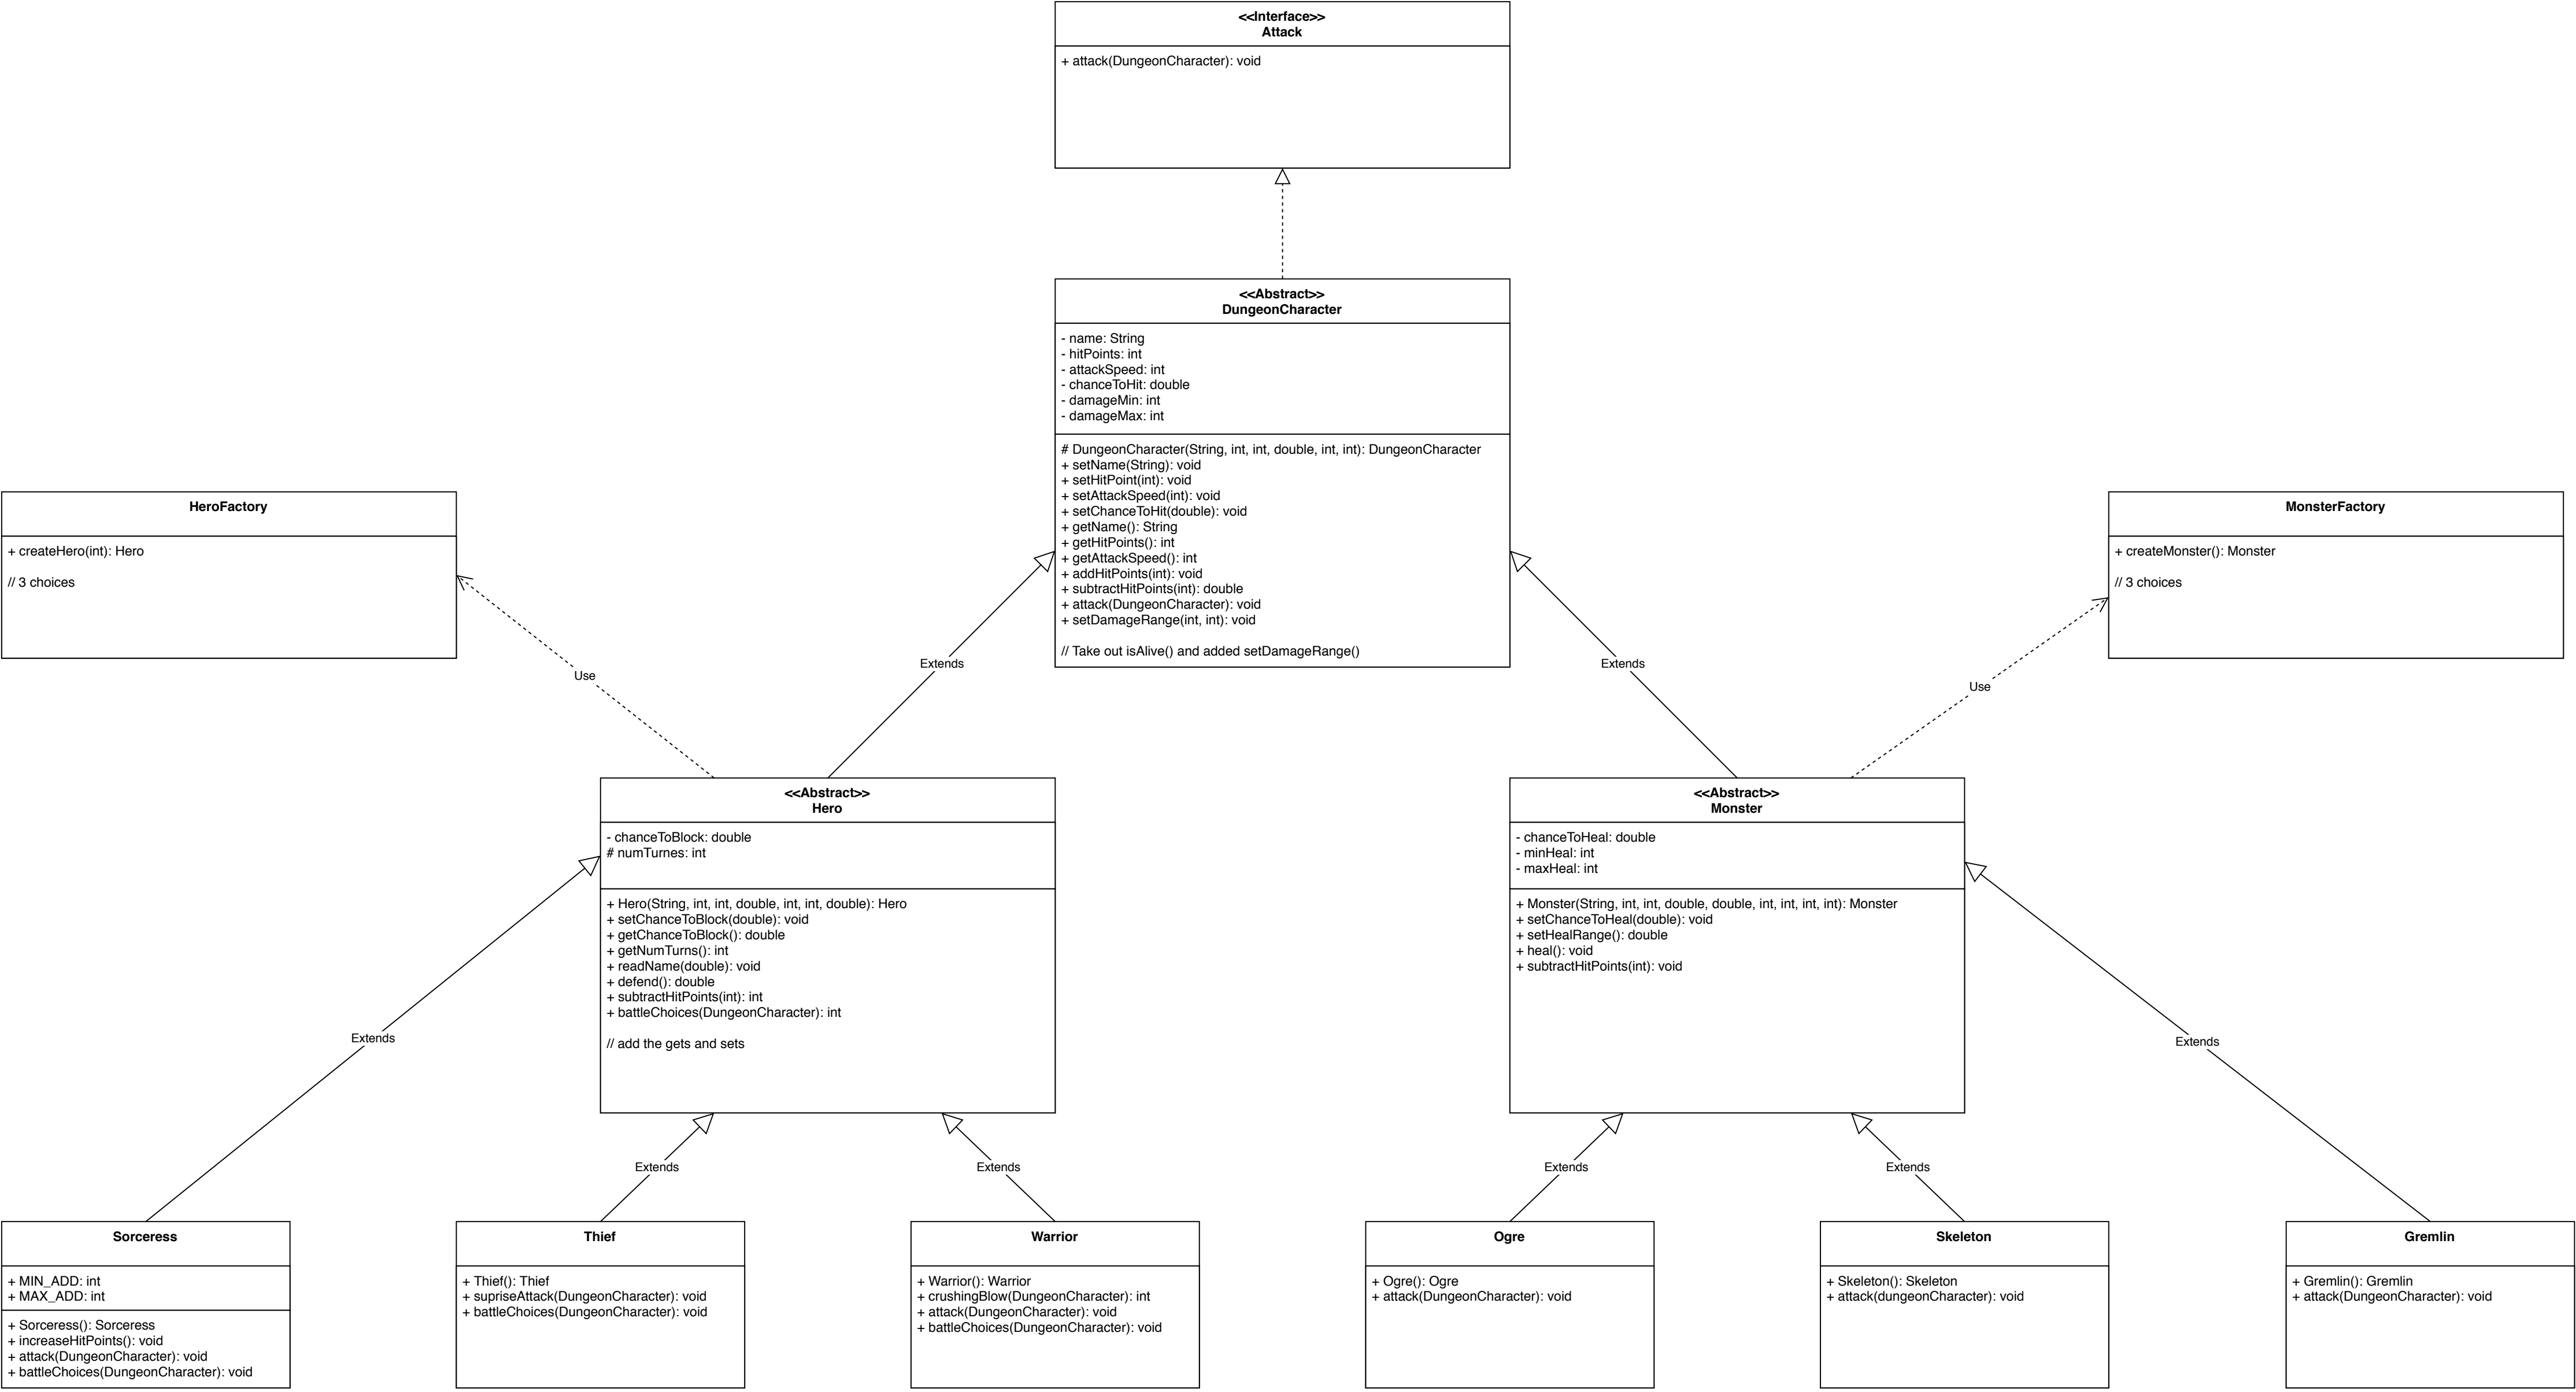 <<Interface>>
Attack
+ attack(DungeonCharacter): void
<<Abstract>>
DungeonCharacter
- name: String
- hitPoints: int
- attackSpeed: int
- chanceToHit: double
- damageMin: int
- damageMax: int
# DungeonCharacter(String, int, int, double, int, int): DungeonCharacter
+ setName(String): void
+ setHitPoint(int): void
+ setAttackSpeed(int): void
+ setChanceToHit(double): void
+ getName(): String
+ getHitPoints(): int
+ getAttackSpeed(): int
+ addHitPoints(int): void
+ subtractHitPoints(int): double
+ attack(DungeonCharacter): void
+ setDamageRange(int, int): void
// Take out isAlive() and added setDamageRange()
HeroFactory
+ createHero(int): Hero
// 3 choices
MonsterFactory
+ createMonster(): Monster
// 3 choices
Use
Extends
Extends
Use
<<Abstract>>
Hero
- chanceToBlock: double
# numTurnes: int
+ Hero(String, int, int, double, int, int, double): Hero
+ setChanceToBlock(double): void
+ getChanceToBlock(): double
+ getNumTurns(): int
+ readName(double): void
+ defend(): double
+ subtractHitPoints(int): int
+ battleChoices(DungeonCharacter): int
// add the gets and sets
<<Abstract>>
Monster
- chanceToHeal: double
- minHeal: int
- maxHeal: int
+ Monster(String, int, int, double, double, int, int, int, int): Monster
+ setChanceToHeal(double): void
+ setHealRange(): double
+ heal(): void
+ subtractHitPoints(int): void
Extends
Extends
Extends
Extends
Extends
Extends
Sorceress
+ MIN_ADD: int
+ MAX_ADD: int
+ Sorceress(): Sorceress
+ increaseHitPoints(): void
+ attack(DungeonCharacter): void
+ battleChoices(DungeonCharacter): void
Thief
+ Thief(): Thief
+ supriseAttack(DungeonCharacter): void
+ battleChoices(DungeonCharacter): void
Warrior
+ Warrior(): Warrior
+ crushingBlow(DungeonCharacter): int
+ attack(DungeonCharacter): void
+ battleChoices(DungeonCharacter): void
Ogre
+ Ogre(): Ogre
+ attack(DungeonCharacter): void
Skeleton
+ Skeleton(): Skeleton
+ attack(dungeonCharacter): void
Gremlin
+ Gremlin(): Gremlin
+ attack(DungeonCharacter): void